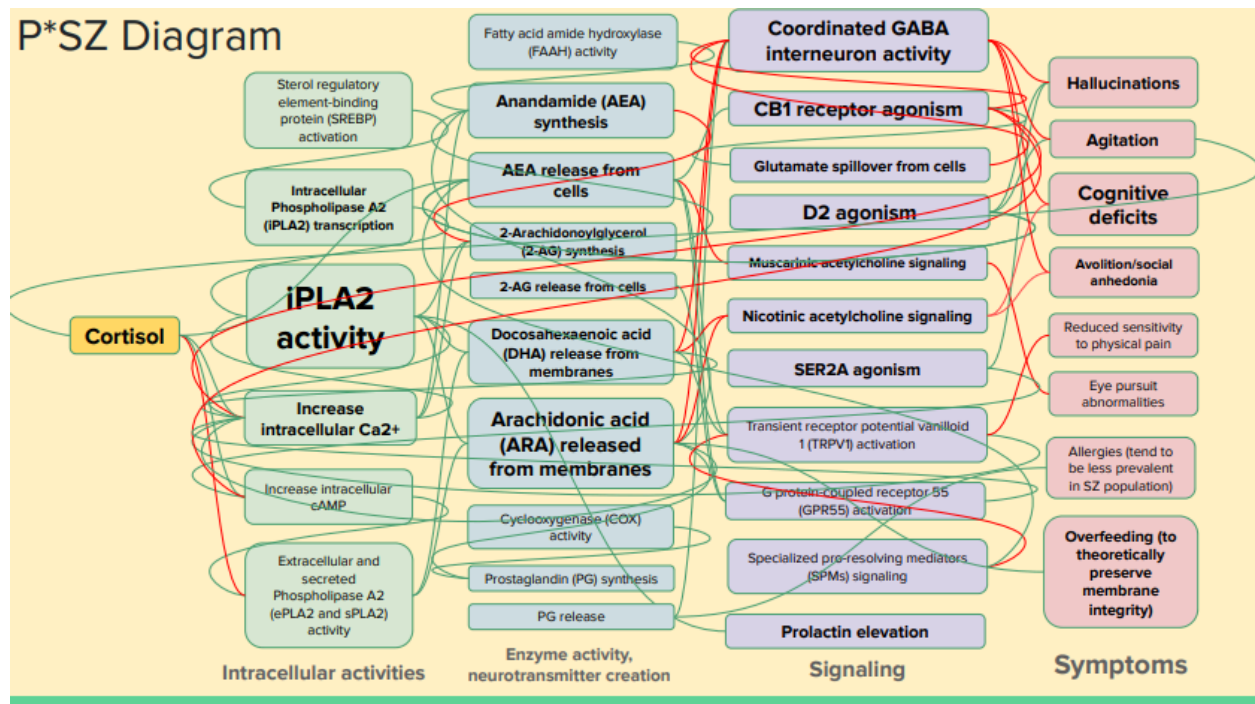 P*SZ Diagram
Cortisol
Sterol regulatory
element-binding
protein (SREBP)
activation
Intracellular
Phospholipase A2
(iPLA2) transcription
iPLA2
activity
Increase
intracellular Ca2+
Increase intracellular
cAMP
Extracellular and
secreted
Phospholipase A2
(ePLA2 and sPLA2)
activity
Intracellular activities
Fatty acid amide hydroxylase
(FAAH) activity
Anandamide (AEA)
synthesis
AEA release from
cells
2-Arachidonoylglycerol
(2-AG) synthesis
2-AG release from cells
Docosahexaenoic acid
(DHA) release from
membranes
Arachidonic acid
(ARA) released
from membranes
Cyclooxygenase (COX)
activity
Prostaglandin (PG) synthesis
PG release
Enzyme activity,
neurotransmitter creation
Coordinated GABA
interneuron activity
CB1 receptor agonism
Glutamate spillover from cells
D2 agonism
Muscarinic acetylcholine signaling
Nicotinic acetylcholine signaling
SER2A agonism
Transient receptor potential vanilloid
1 (TRPV1) activation
G protein-coupled receptor 55
(GPR55) activation
Specialized pro-resolving mediators
(SPMs) signaling
Prolactin elevation
Signaling
Hallucinations
Agitation
Cognitive
deficits
Avolition/social
anhedonia
Reduced sensitivity
to physical pain
Eye pursuit
abnormalities
Allergies (tend to
be less prevalent
in SZ population)
Overfeeding (to
theoretically
preserve
membrane
integrity)
Symptoms